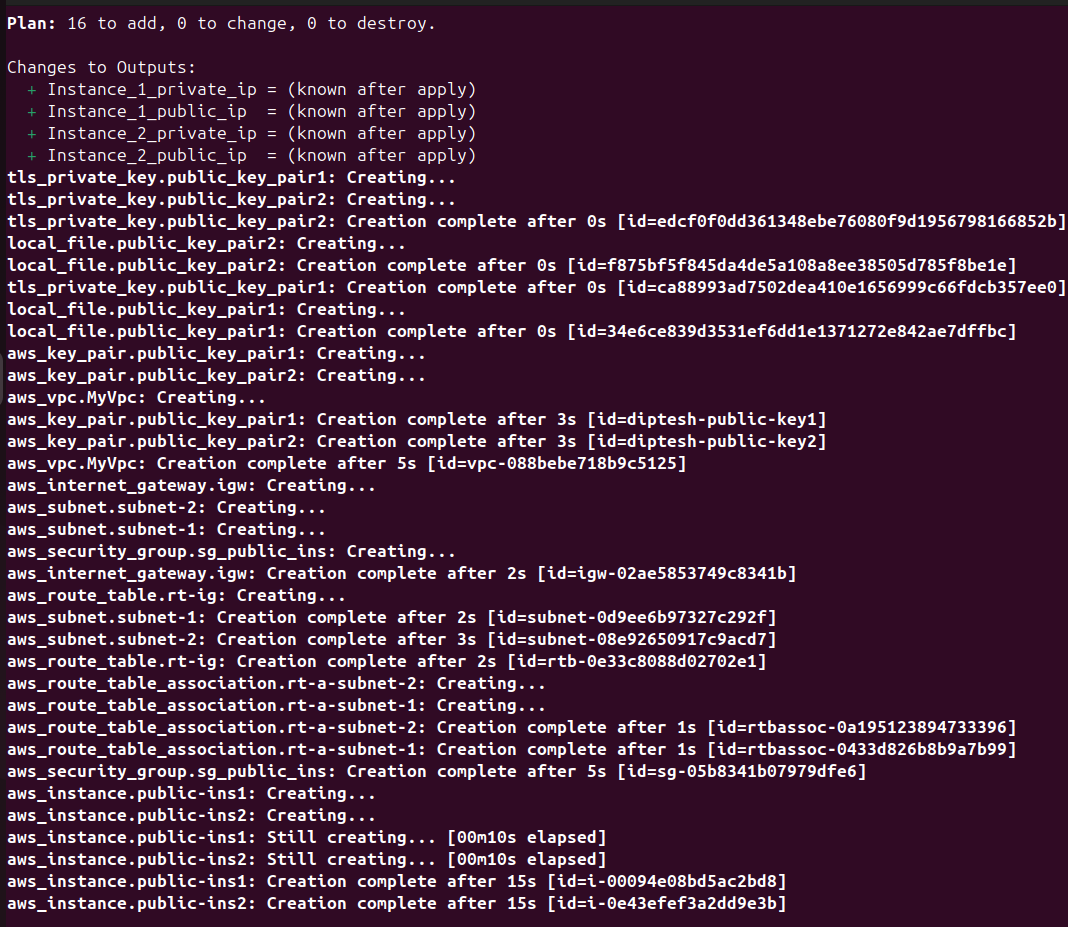 Plan: 16 to add, 0 to change, 0 to destroy.
Changes to Outputs:
+ Instance_1_private_ip = (known after apply)
+ Instance_1_public_ip  = (known after apply)
+ Instance_2_private_ip = (known after apply)
+ Instance_2_public_ip  = (known after apply)
tls_private_key.public_key_pair1: Creating...
tls_private_key.public_key_pair2: Creating...
tls_private_key.public_key_pair2: Creation complete after 0s [id=edcf0f0dd361348ebe76080f9d1956798166852b]
local_file.public_key_pair2: Creating...
local_file.public_key_pair2: Creation complete after 0s [id=f875bf5f845da4de5a108a8ee38505d785f8be1e]
tls_private_key.public_key_pair1: Creation complete after 0s [id=ca88993ad7502dea410e1656999c66fdcb357ee0]
local_file.public_key_pair1: Creating...
local_file.public_key_pair1: Creation complete after 0s [id=34e6ce839d3531ef6dd1e1371272e842ae7dffbc]
aws_key_pair.public_key_pair1: Creating...
aws_key_pair.public_key_pair2: Creating...
aws_vpc.MyVpc: Creating...
aws_key_pair.public_key_pair1: Creation complete after 3s [id=diptesh-public-key1]
aws_key_pair.public_key_pair2: Creation complete after 3s [id=diptesh-public-key2]
aws_vpc.MyVpc: Creation complete after 5s [id=vpc-088bebe718b9c5125]
aws_internet_gateway.igw: Creating...
aws_subnet.subnet-2: Creating...
aws_subnet.subnet-1: Creating...
aws_security_group.sg_public_ins: Creating...
aws_internet_gateway.igw: Creation complete after 2s [id=igw-02ae5853749c8341b]
aws_route_table.rt-ig: Creating...
aws_subnet.subnet-1: Creation complete after 2s [id=subnet-0d9ee6b97327c292f]
aws_subnet.subnet-2: Creation complete after 3s [id=subnet-08e92650917c9acd7]
aws_route_table.rt-ig: Creation complete after 2s [id=rtb-0e33c8088d02702e1]
aws_route_table_association.rt-a-subnet-2: Creating...
aws_route_table_association.rt-a-subnet-1: Creating...
aws_route_table_association.rt-a-subnet-2: Creation complete after 1s [id=rtbassoc-0a195123894733396]
aws_route_table_association.rt-a-subnet-1: Creation complete after 1s [id=rtbassoc-0433d826b8b9a7b99]
aws_security_group.sg_public_ins: Creation complete after 5s [id=sg-05b8341b07979dfe6]
aws_instance.public-ins1: Creating...
aws_instance.public-ins2: Creating...
aws_instance.public-ins1: Still creating... [00m10s elapsed]
aws_instance.public-ins2: Still creating... [00m10s elapsed]
aws_instance.public-ins1: Creation complete after 15s [id=i-00094e08bd5ac2bd8]
aws_instance.public-ins2: Creation complete after 15s [id=i-0e43efef3a2dd9e3b]